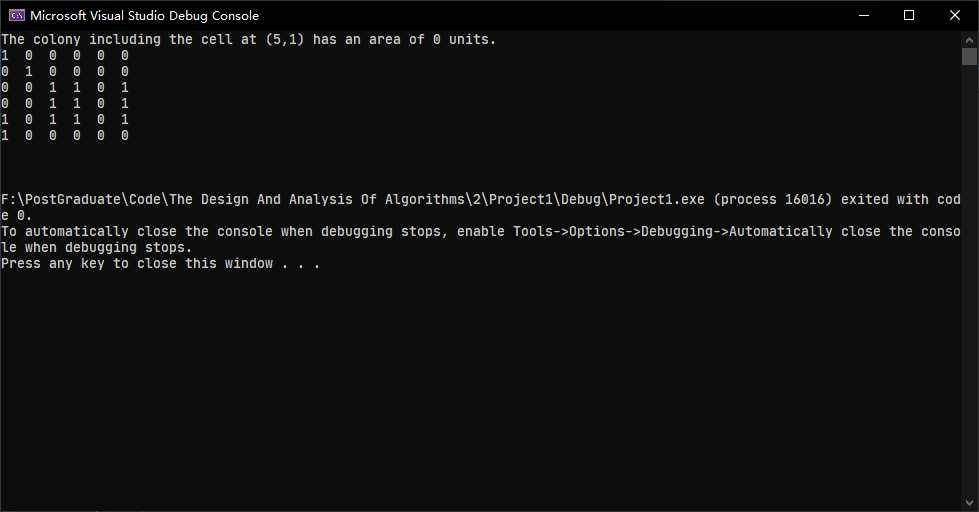 Microsoft Visual Studio Debug Console
The colony including the cell at (5,1) has an area of 0 units.
1  0  0  0  0  0
0  1  0  0  0  0
0  0  1  1  0  1
0  0  1  1  0  1
1  0  1  1  0  1
1  0  0  0  0  0
F:\PostGraduate\Code\The Design And Analysis Of Algorithms\2\Project1\Debug\Project1.exe (process 16016) exited with cod
e 0.
To automatically close the console when debugging stops, enable Tools->Options->Debugging->Automatically close the conso
le when debugging stops.
Press any key to close this window . . .